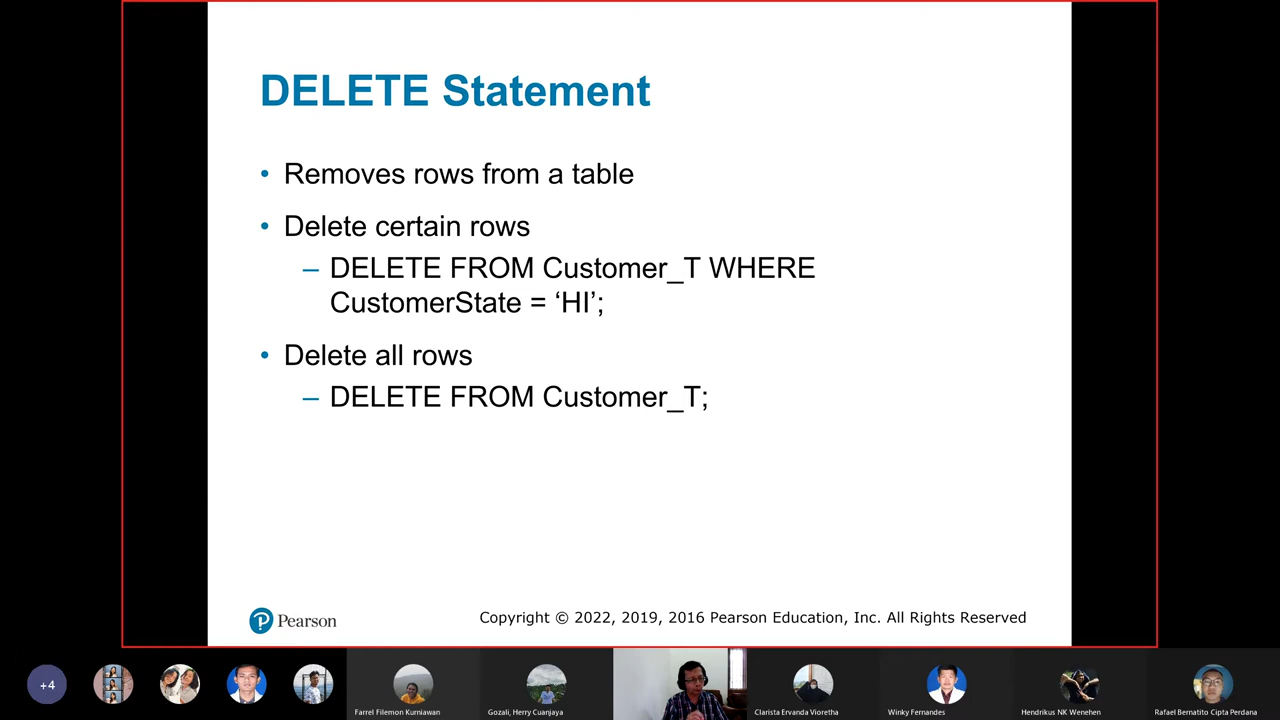 DELETE Statement
• Removes rows from a table
• Delete certain rows
– DELETE FROM Customer_T WHERE
CustomerState = ‘HI’;
• Delete all rows
– DELETE FROM Customer_T;
Pearson
Copyright © 2022, 2019, 2016 Pearson Education, Inc. All Rights Reserved
+4
Farrel Filemon Kurniawan
Gozali, Herry Cuanjaya
Clarista Ervanda Vioretha
Winky Fernandes
Hendrikus NK Wenehen
Rafael Bernatito Cipta Perdana